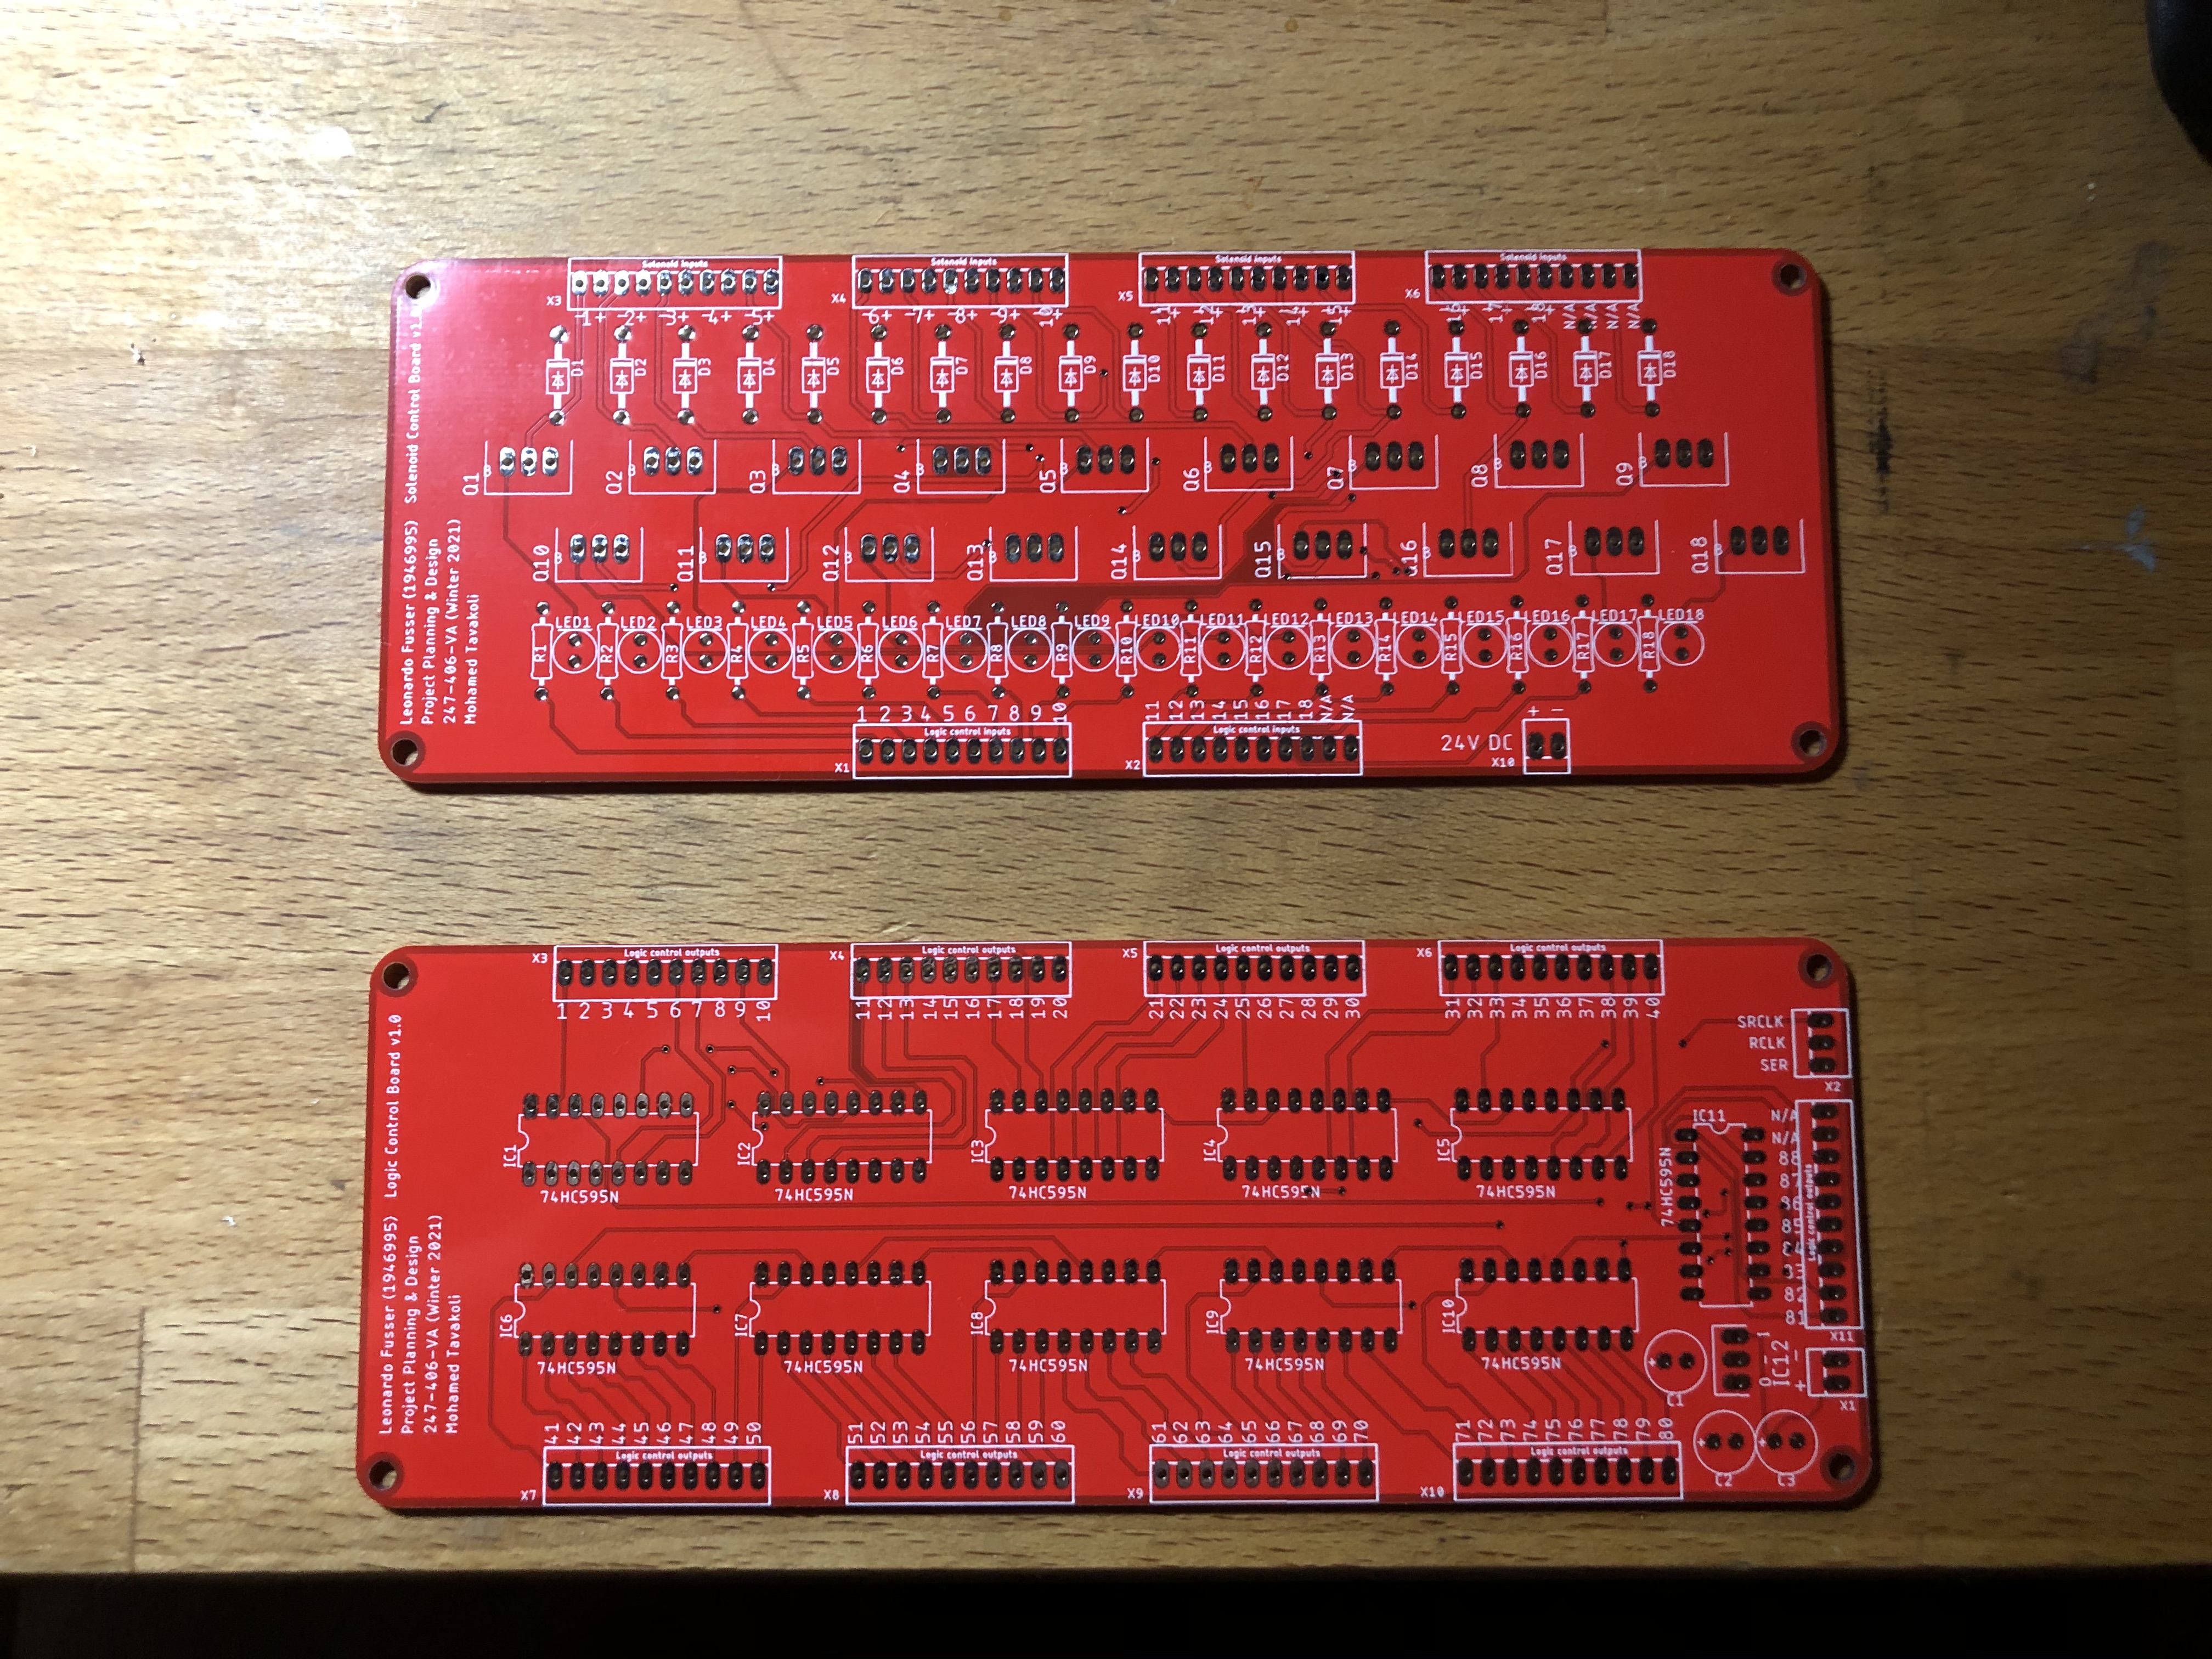 Leonardo Fusser (1946995) Logic Control Board v1.0
Project Planning & Design
247-406-VA (Winter 2021)
Mohamed Tavakoli
IC6
74HC595N
IC1
74HC595N
X7
41
42
43
44
45
46
47
48
49
50
Logic control outputs
X3
1
2
3
4
5
6
7
8
9
10
Logic control outputs
IC7
74HC595N
IC2
74HC595N
X8
51
52
53
54
55
56
57
58
59
60
Logic control outputs
X4
11
12
13
14
15
16
17
18
19
20
Logic control outputs
IC8
74HC595N
IC3
74HC595N
X9
61
62
63
64
65
66
67
68
69
70
Logic control outputs
X5
21
22
23
24
25
26
27
28
29
30
Logic control outputs
IC9
74HC595N
IC4
74HC595N
X10
71
72
73
74
75
76
77
78
79
80
Logic control outputs
X6
31
32
33
34
35
36
37
38
39
40
Logic control outputs
IC10
74HC595N
IC5
74HC595N
74HC595N
IC11
C1
C2
C3
O - I
IC12
+ -
X1
X11
81
82
83
84
85
86
87
88
N/A
N/A
Logic control outputs
SER
RCLK
SRCLK
X2
Leonardo Fusser (1946995) Solenoid Control Board
Project Planning & Design
247-406-VA (Winter 2021)
Mohamed Tavakoli
Q1
Q2
Q3
Q4
Q5
Q6
Q7
Q8
Q9
Q10
Q11
Q12
Q13
Q14
Q15
Q16
Q17
Q18
R1
R2
R3
R4
R5
R6
R7
R8
R9
R10
R11
R12
R13
R14
R15
R16
R17
R18
LED1
LED2
LED3
LED4
LED5
LED6
LED7
LED8
LED9
LED10
LED11
LED12
LED13
LED14
LED15
LED16
LED17
LED18
D1
D2
D3
D4
D5
D6
D7
D8
D9
D10
D11
D12
D13
D14
D15
D16
D17
D18
X1
1
2
3
4
5
6
7
8
9
10
Logic control inputs
X2
11
12
13
14
15
16
17
18
N/A
N/A
Logic control inputs
24V DC
X10
+
-
X3
Solenoid inputs
X4
Solenoid inputs
X5
Solenoid inputs
X6
Solenoid inputs
N/A
N/A
N/A
N/A